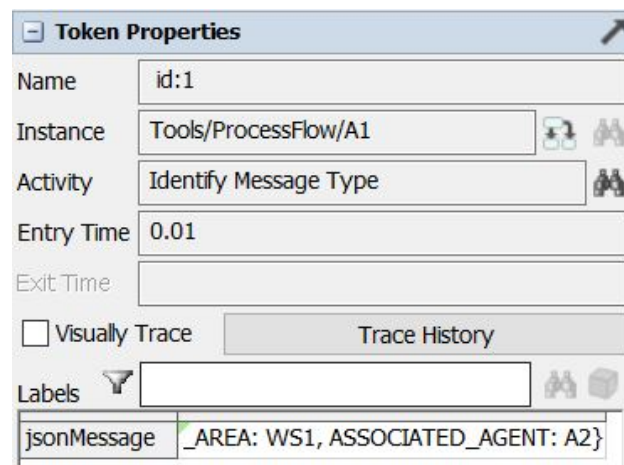 Token Properties
Name id:1
Instance Tools/ProcessFlow/A1
Activity Identify Message Type
Entry Time 0.01
Exit Time
Visually Trace Trace History
Labels
jsonMessage _AREA: WS1, ASSOCIATED_AGENT: A2}